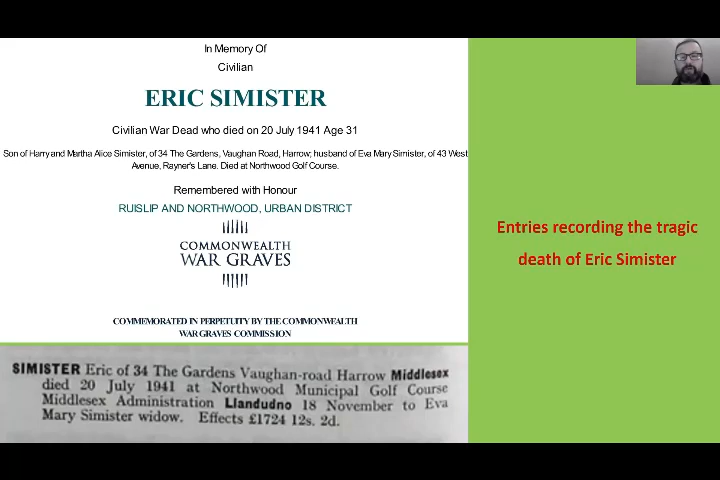 In Memory Of
Civilian
ERIC SIMISTER
Civilian War Dead who died on 20 July 1941 Age 31
Son of Harry and Martha Alice Simister, of 34 The Gardens, Vaughan Road, Harrow; husband of Eva Mary Simister, of 43 West
Avenue, Rayner's Lane. Died at Northwood Golf Course.
Remembered with Honour
RUISLIP AND NORTHWOOD, URBAN DISTRICT
COMMONWEALTH
WAR GRAVES
COMMEMORATED IN PERPETUITY BY THE COMMONWEALTH
WAR GRAVES COMMISSION
SIMISTER Eric of 34 The Gardens Vaughan-road Harrow Middlesex
died 20 July 1941 at Northwood Municipal Golf Course
Middlesex Administration Llandudno 18 November to Eva
Mary Simister widow. Effects £1724 12s. 2d.
Entries recording the tragic
death of Eric Simister